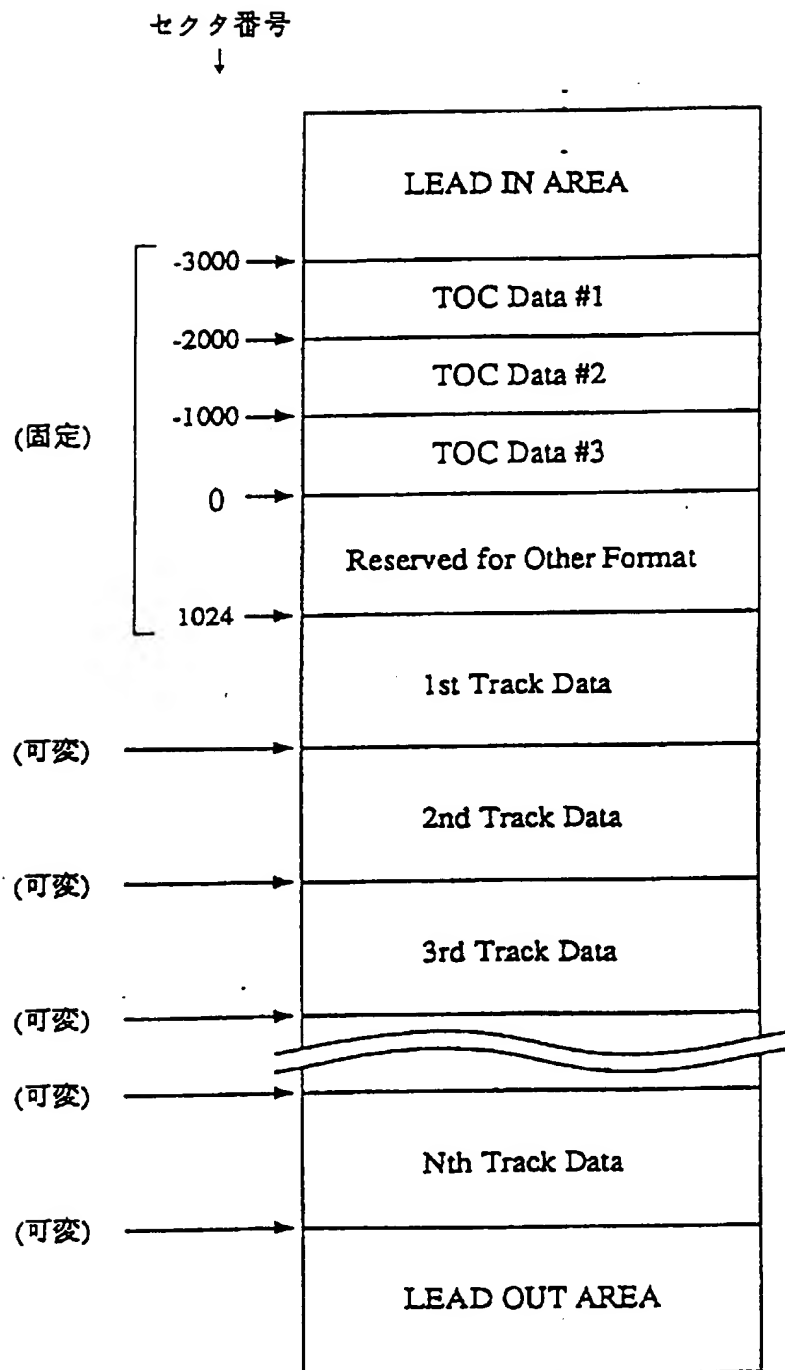 セクタ番号
↓
LEAD IN AREA
-3000
TOC Data #1
-2000
TOC Data #2
-1000
(固定)
TOC Data #3
0
Reserved for Other Format
1024
1st Track Data
(可変)
2nd Track Data
(可変)
3rd Track Data
(可変)
(可変)
Nth Track Data
(可変)
LEAD OUT AREA